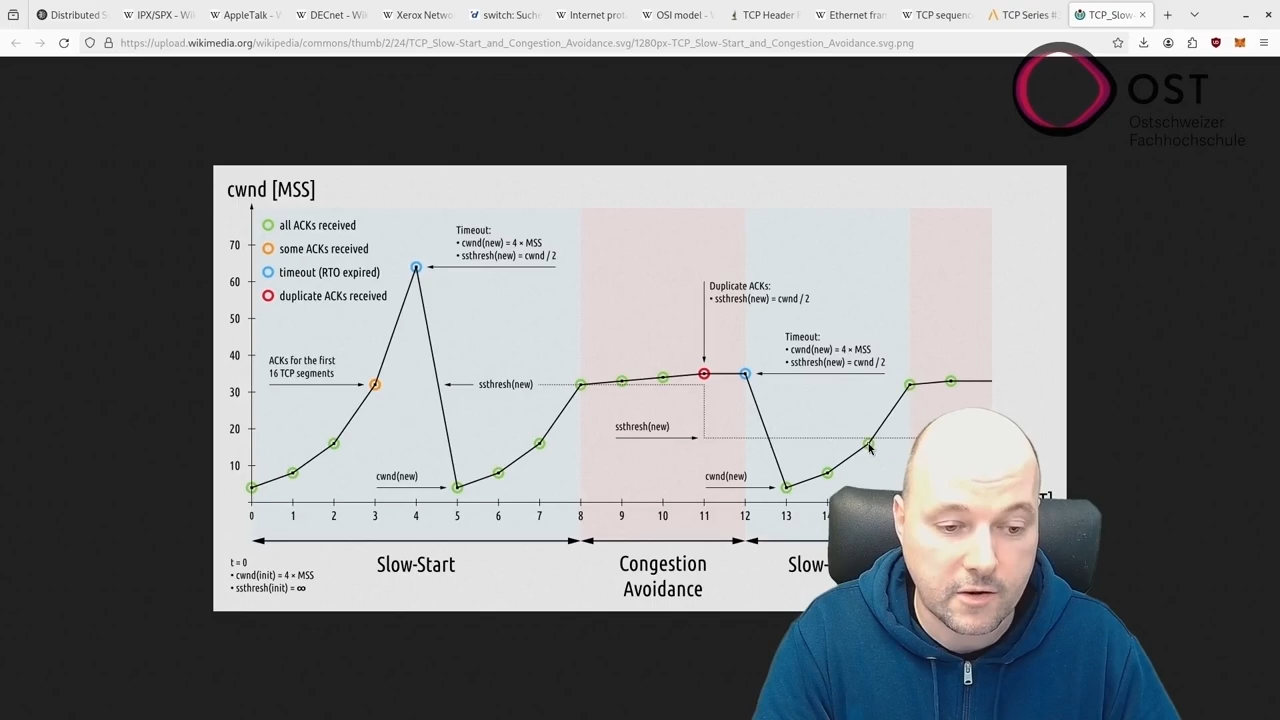 Distributed S
IPX/SPX - Wi
AppleTalk -
DECnet - Wi
Xerox Netwo
switch: Suche
Internet prot
OSI model -
TCP Header F
Ethernet fran
TCP sequenc
TCP Series #
TCP_Slow-
https://upload.wikimedia.org/wikipedia/commons/thumb/2/24/TCP_Slow-Start_and_Congestion_Avoidance.svg/1280px-TCP_Slow-Start_and_Congestion_Avoidance.svg.png
OST
Ostschweizer
Fachhochschule
cwnd [MSS]
all ACKs received
some ACKs received
timeout (RTO expired)
duplicate ACKs received
Timeout:
• cwnd(new) = 4 × MSS
• ssthresh(new) = cwnd / 2
Duplicate ACKs:
• ssthresh(new) = cwnd / 2
Timeout:
• cwnd(new) = 4 × MSS
• ssthresh(new) = cwnd / 2
ACKs for the first
16 TCP segments
ssthresh(new)
ssthresh(new)
cwnd(new)
cwnd(new)
70
60
50
40
30
20
10
0 1 2 3 4 5 6 7 8 9 10 11 12 13
Slow-Start
Congestion
Avoidance
Slow-
t = 0
• cwnd(init) = 4 × MSS
• ssthresh(init) = ∞